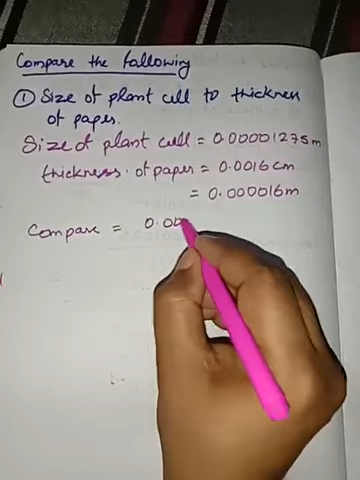 Compare the following
① Size of plant cell to thickness
of paper.
Size of plant cell = 0.00001275m
thickness. of paper = 0.0016cm
= 0.000016m
Compare = 0.00